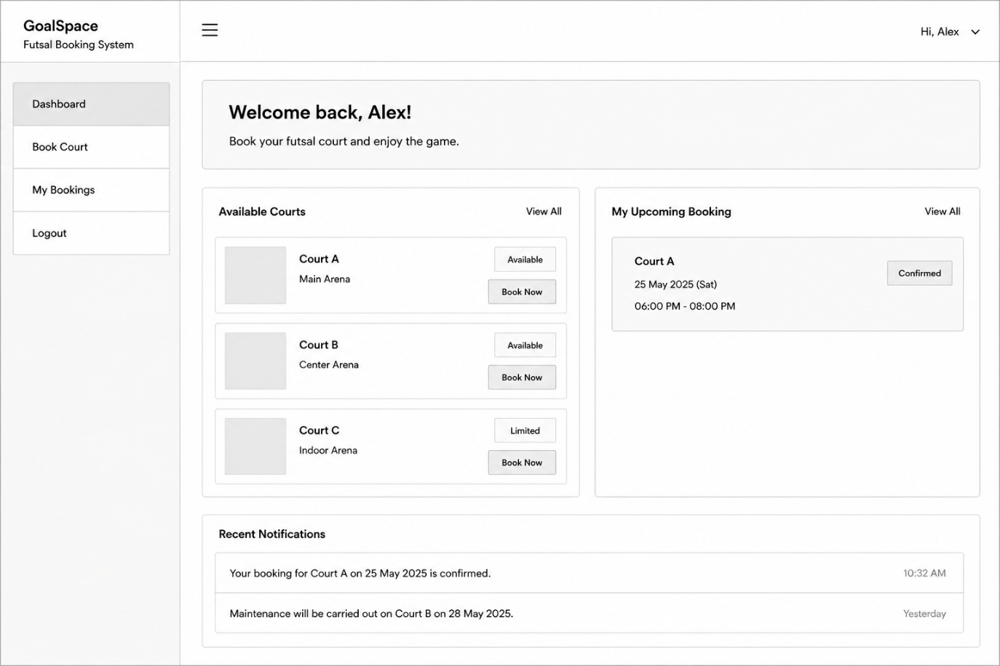 GoalSpace
Futsal Booking System
Hi, Alex
Dashboard
Book Court
My Bookings
Logout
Welcome back, Alex!
Book your futsal court and enjoy the game.
Available Courts
View All
Court A
Main Arena
Available
Book Now
Court B
Center Arena
Available
Book Now
Court C
Indoor Arena
Limited
Book Now
My Upcoming Booking
View All
Court A
25 May 2025 (Sat)
06:00 PM - 08:00 PM
Confirmed
Recent Notifications
Your booking for Court A on 25 May 2025 is confirmed.
10:32 AM
Maintenance will be carried out on Court B on 28 May 2025.
Yesterday